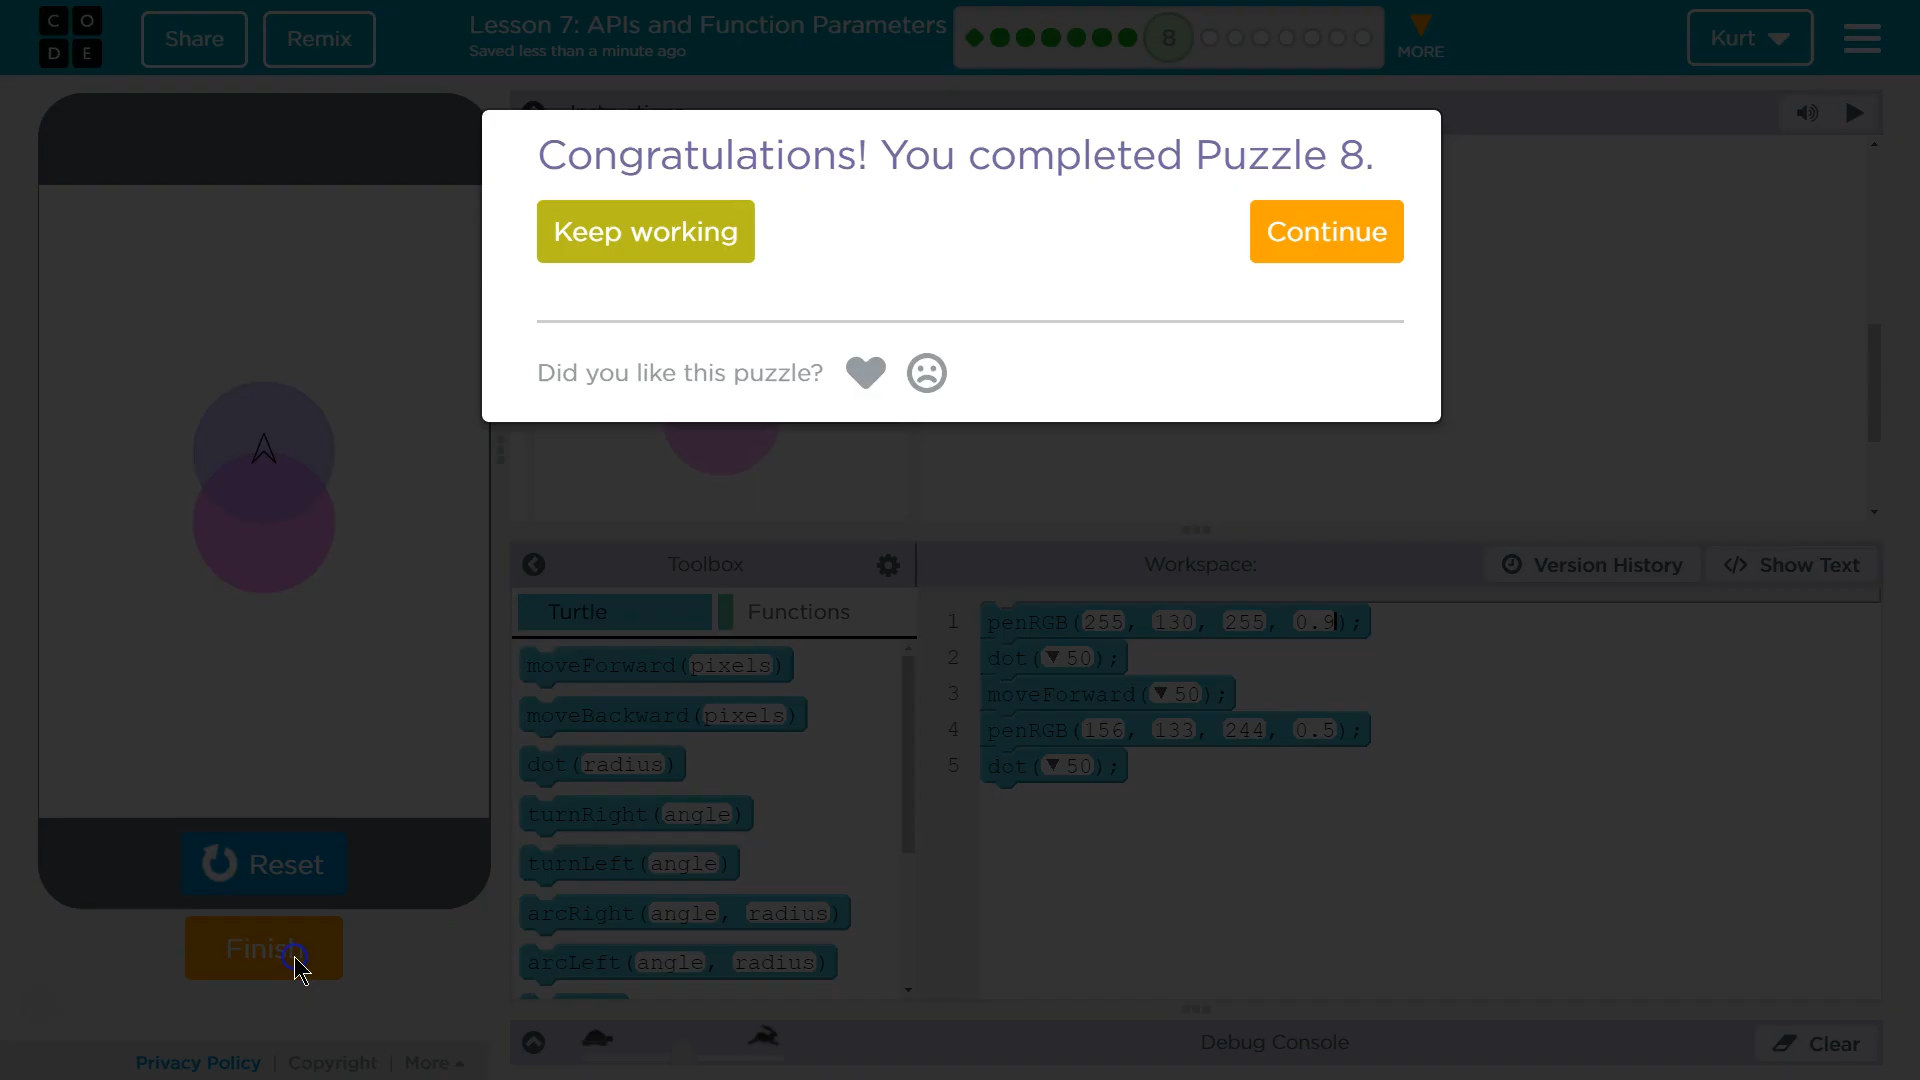 C O
D E
Share
Remix
Lesson 7: APIs and Function Parameters
Saved less than a minute ago
8
MORE
Kurt
Congratulations! You completed Puzzle 8.
Keep working
Continue
Did you like this puzzle?
Toolbox
Workspace:
Version History
</> Show Text
Turtle
Functions
moveForward(pixels)
moveBackward(pixels)
dot(radius)
turnRight(angle)
turnLeft(angle)
arcRight(angle, radius)
arcLeft(angle, radius)
1 penRGB(255, 130, 255, 0.9);
2 dot(▼50);
3 moveForward(▼50);
4 penRGB(156, 133, 244, 0.5);
5 dot(▼50);
Reset
Finish
Debug Console
Clear
Privacy Policy | Copyright | More